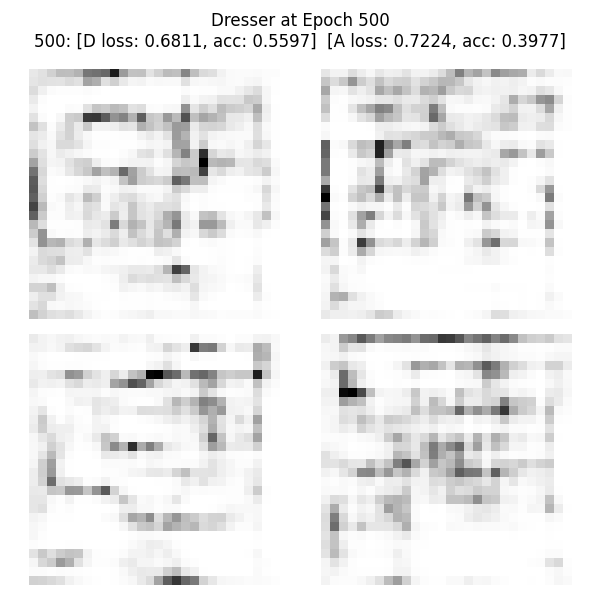 Dresser at Epoch 500
500: [D loss: 0.6811, acc: 0.5597]  [A loss: 0.7224, acc: 0.3977]